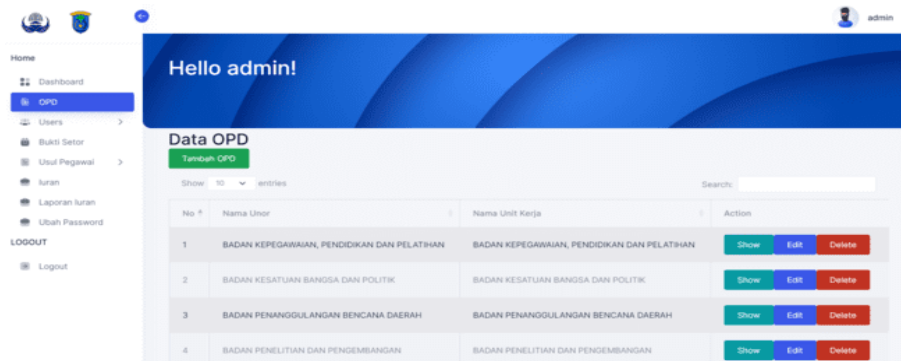 admin
Home
Dashboard
OPD
Users
Bukti Setor
Usul Pegawai
Iuran
Laporan Iuran
Ubah Password
LOGOUT
Logout
Hello admin!
Data OPD
Tambah OPD
Show 10 entries
Search:
No Nama Unor Nama Unit Kerja Action
1 BADAN KEPEGAWAIAN, PENDIDIKAN DAN PELATIHAN BADAN KEPEGAWAIAN, PENDIDIKAN DAN PELATIHAN Show Edit Delete
2 BADAN KESATUAN BANGSA DAN POLITIK BADAN KESATUAN BANGSA DAN POLITIK Show Edit Delete
3 BADAN PENANGGULANGAN BENCANA DAERAH BADAN PENANGGULANGAN BENCANA DAERAH Show Edit Delete
4 BADAN PENELITIAN DAN PENGEMBANGAN BADAN PENELITIAN DAN PENGEMBANGAN Show Edit Delete